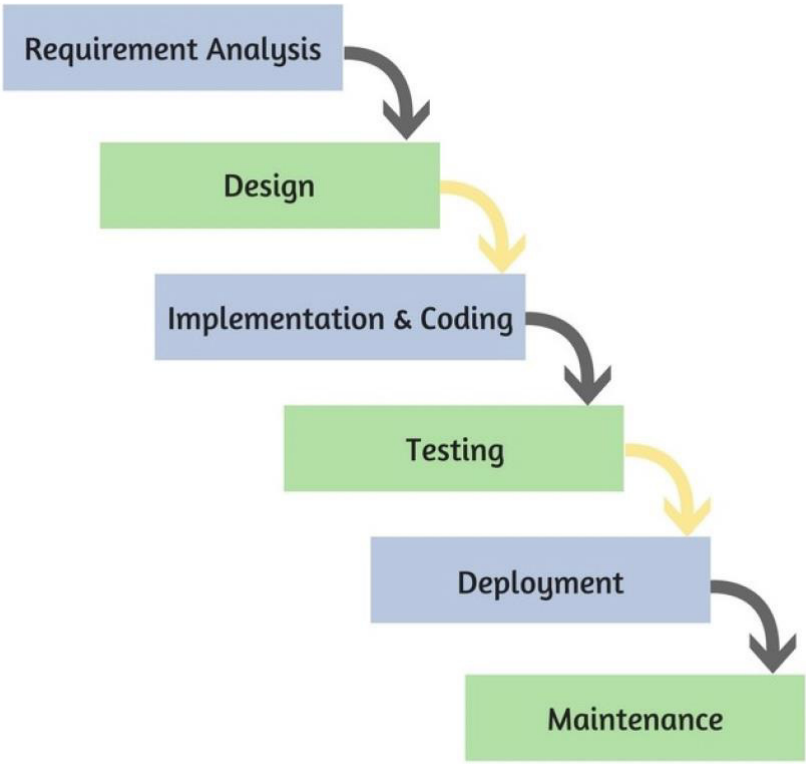 Requirement Analysis
Design
Implementation & Coding
Testing
Deployment
Maintenance